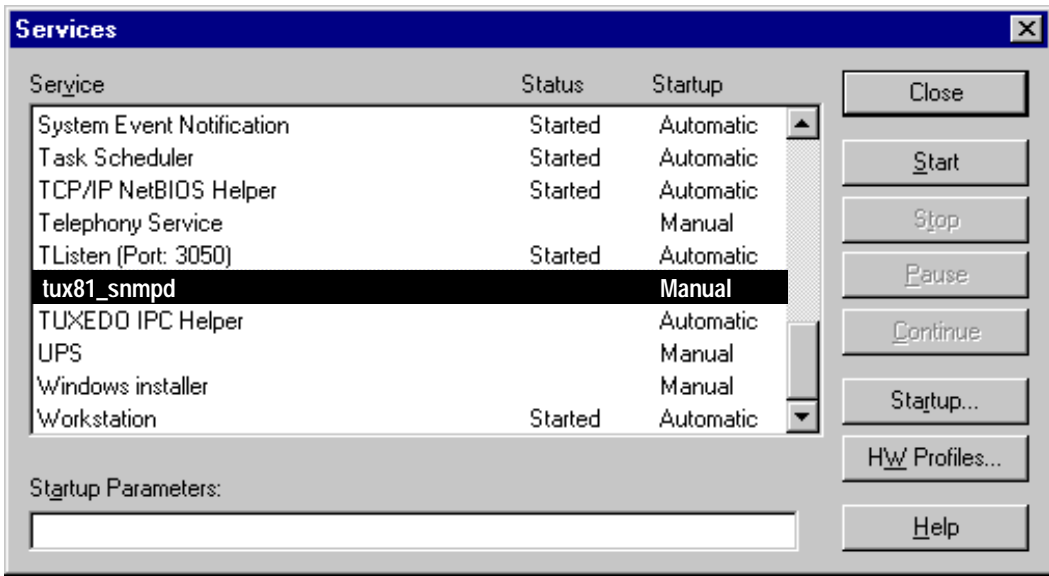 Services
Service Status Startup
System Event Notification Started Automatic
Task Scheduler Started Automatic
TCP/IP NetBIOS Helper Started Automatic
Telephony Service Manual
TListen (Port: 3050) Started Automatic
tux81_snmpd Manual
TUXEDO IPC Helper Automatic
UPS Manual
Windows installer Manual
Workstation Started Automatic
Startup Parameters:
Close
Start
Stop
Pause
Continue
Startup...
HW Profiles...
Help